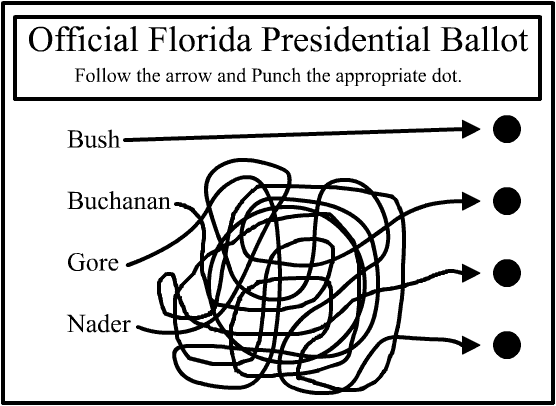 Official Florida Presidential Ballot
Follow the arrow and Punch the appropriate dot.
Bush
Buchanan
Gore
Nader